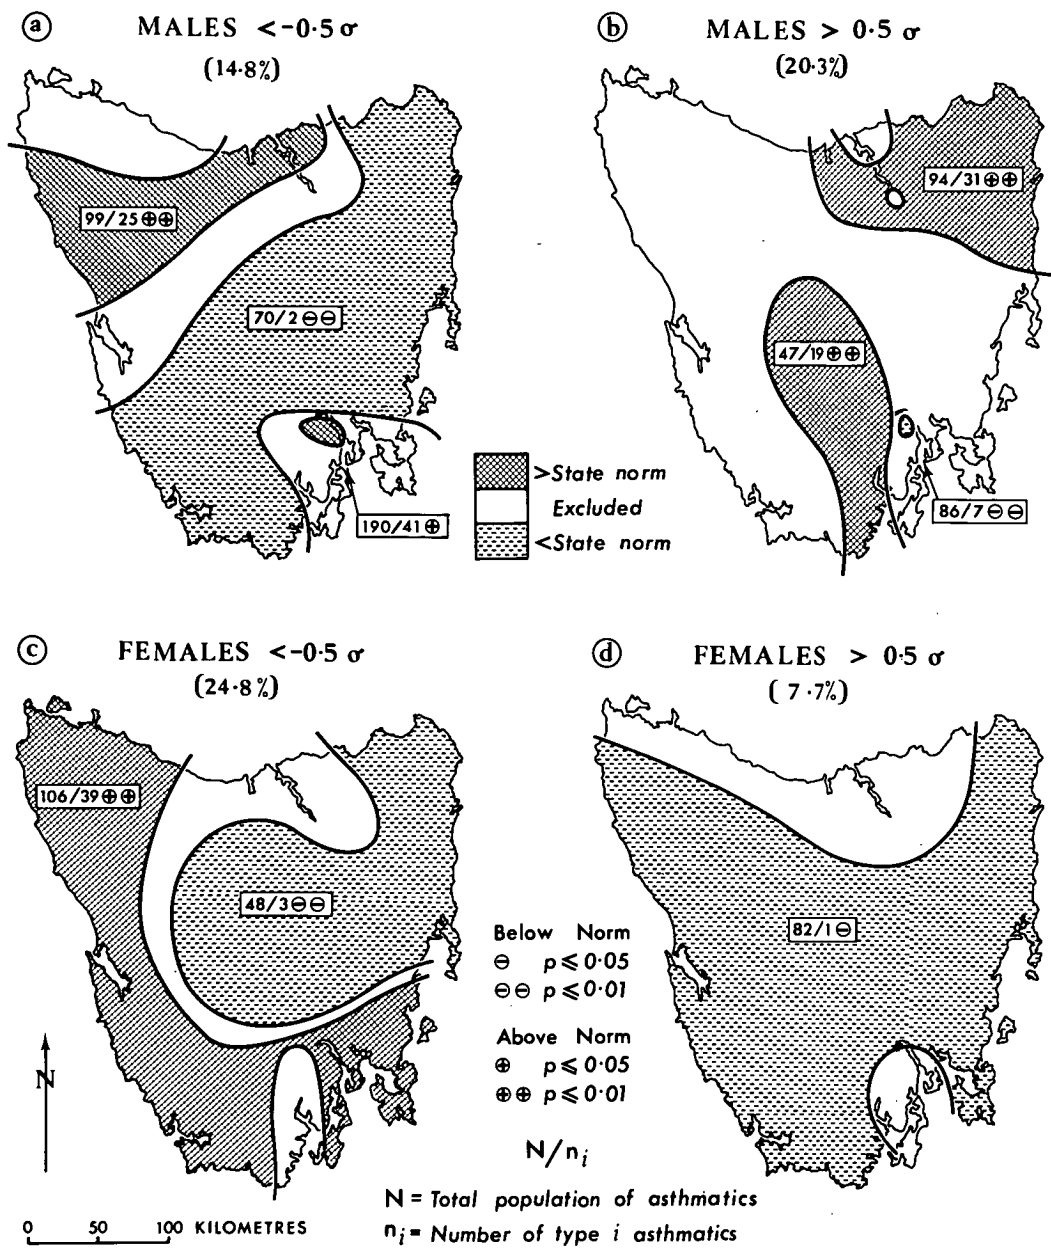 ⓐ MALES <-0·5 σ
(14·8%)
99/25 ⊕⊕
70/2 ⊖⊖
190/41 ⊕
ⓑ MALES > 0·5 σ
(20·3%)
94/31 ⊕⊕
47/19 ⊕⊕
86/7 ⊖⊖
>State norm
Excluded
<State norm
ⓒ FEMALES <-0·5 σ
(24·8%)
106/39 ⊕⊕
48/3 ⊖⊖
ⓓ FEMALES > 0·5 σ
(7·7%)
82/1 ⊖
Below Norm
⊖ p ⩽ 0·05
⊖⊖ p ⩽ 0·01
Above Norm
⊕ p ⩽ 0·05
⊕⊕ p ⩽ 0·01
N
N/nᵢ
N = Total population of asthmatics
nᵢ = Number of type i asthmatics
0 50 100 KILOMETRES